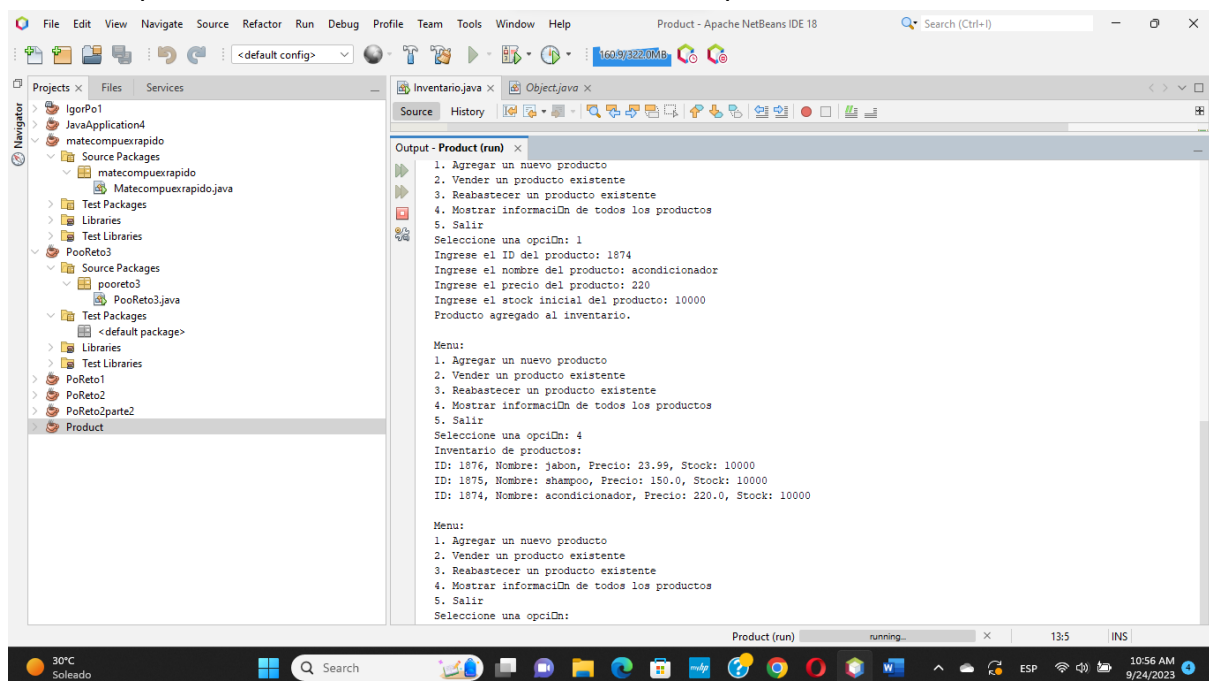 File Edit View Navigate Source Refactor Run Debug Profile Team Tools Window Help
Product - Apache NetBeans IDE 18
Search (Ctrl+I)
<default config>
160.9/322.0MB
Projects Files Services
Navigator
IgorPo1
JavaApplication4
matecompuexrapido
Source Packages
matecompuexrapido
Matecompuexrapido.java
Test Packages
Libraries
Test Libraries
PooReto3
Source Packages
pooreto3
PooReto3.java
Test Packages
<default package>
Libraries
Test Libraries
PoReto1
PoReto2
PoReto2parte2
Product
Inventario.java Object.java
Source History
Output - Product (run)
1. Agregar un nuevo producto
2. Vender un producto existente
3. Reabastecer un producto existente
4. Mostrar informaci�n de todos los productos
5. Salir
Seleccione una opci�n: 1
Ingrese el ID del producto: 1874
Ingrese el nombre del producto: acondicionador
Ingrese el precio del producto: 220
Ingrese el stock inicial del producto: 10000
Producto agregado al inventario.
Menu:
1. Agregar un nuevo producto
2. Vender un producto existente
3. Reabastecer un producto existente
4. Mostrar informaci�n de todos los productos
5. Salir
Seleccione una opci�n: 4
Inventario de productos:
ID: 1876, Nombre: jabon, Precio: 23.99, Stock: 10000
ID: 1875, Nombre: shampoo, Precio: 150.0, Stock: 10000
ID: 1874, Nombre: acondicionador, Precio: 220.0, Stock: 10000
Menu:
1. Agregar un nuevo producto
2. Vender un producto existente
3. Reabastecer un producto existente
4. Mostrar informaci�n de todos los productos
5. Salir
Seleccione una opci�n:
Product (run) running... 13:5 INS
30°C
Soleado
Search
myhp
W
ESP
10:56 AM
9/24/2023
4